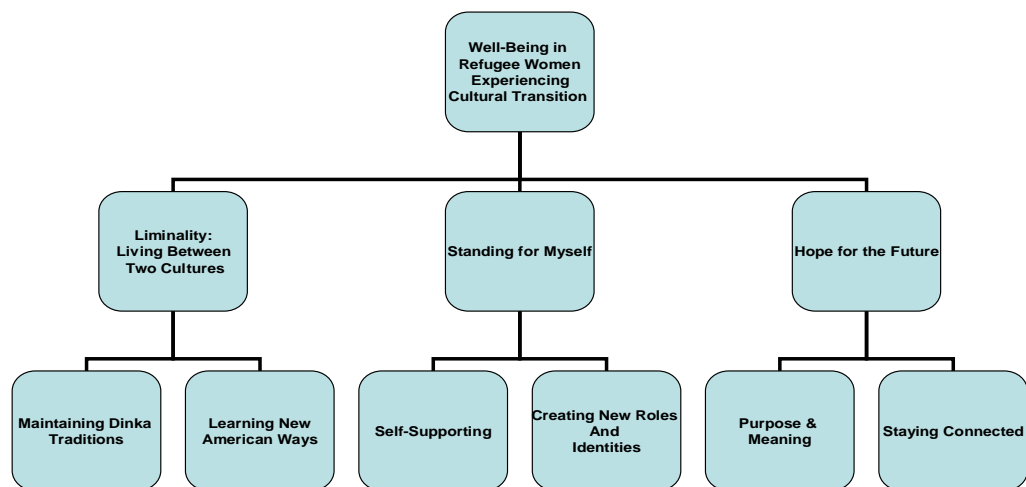 Well-Being in
Refugee Women
Experiencing
Cultural Transition
Liminality:
Living Between
Two Cultures
Standing for Myself
Hope for the Future
Maintaining Dinka
Traditions
Learning New
American Ways
Self-Supporting
Creating New Roles
And
Identities
Purpose &
Meaning
Staying Connected